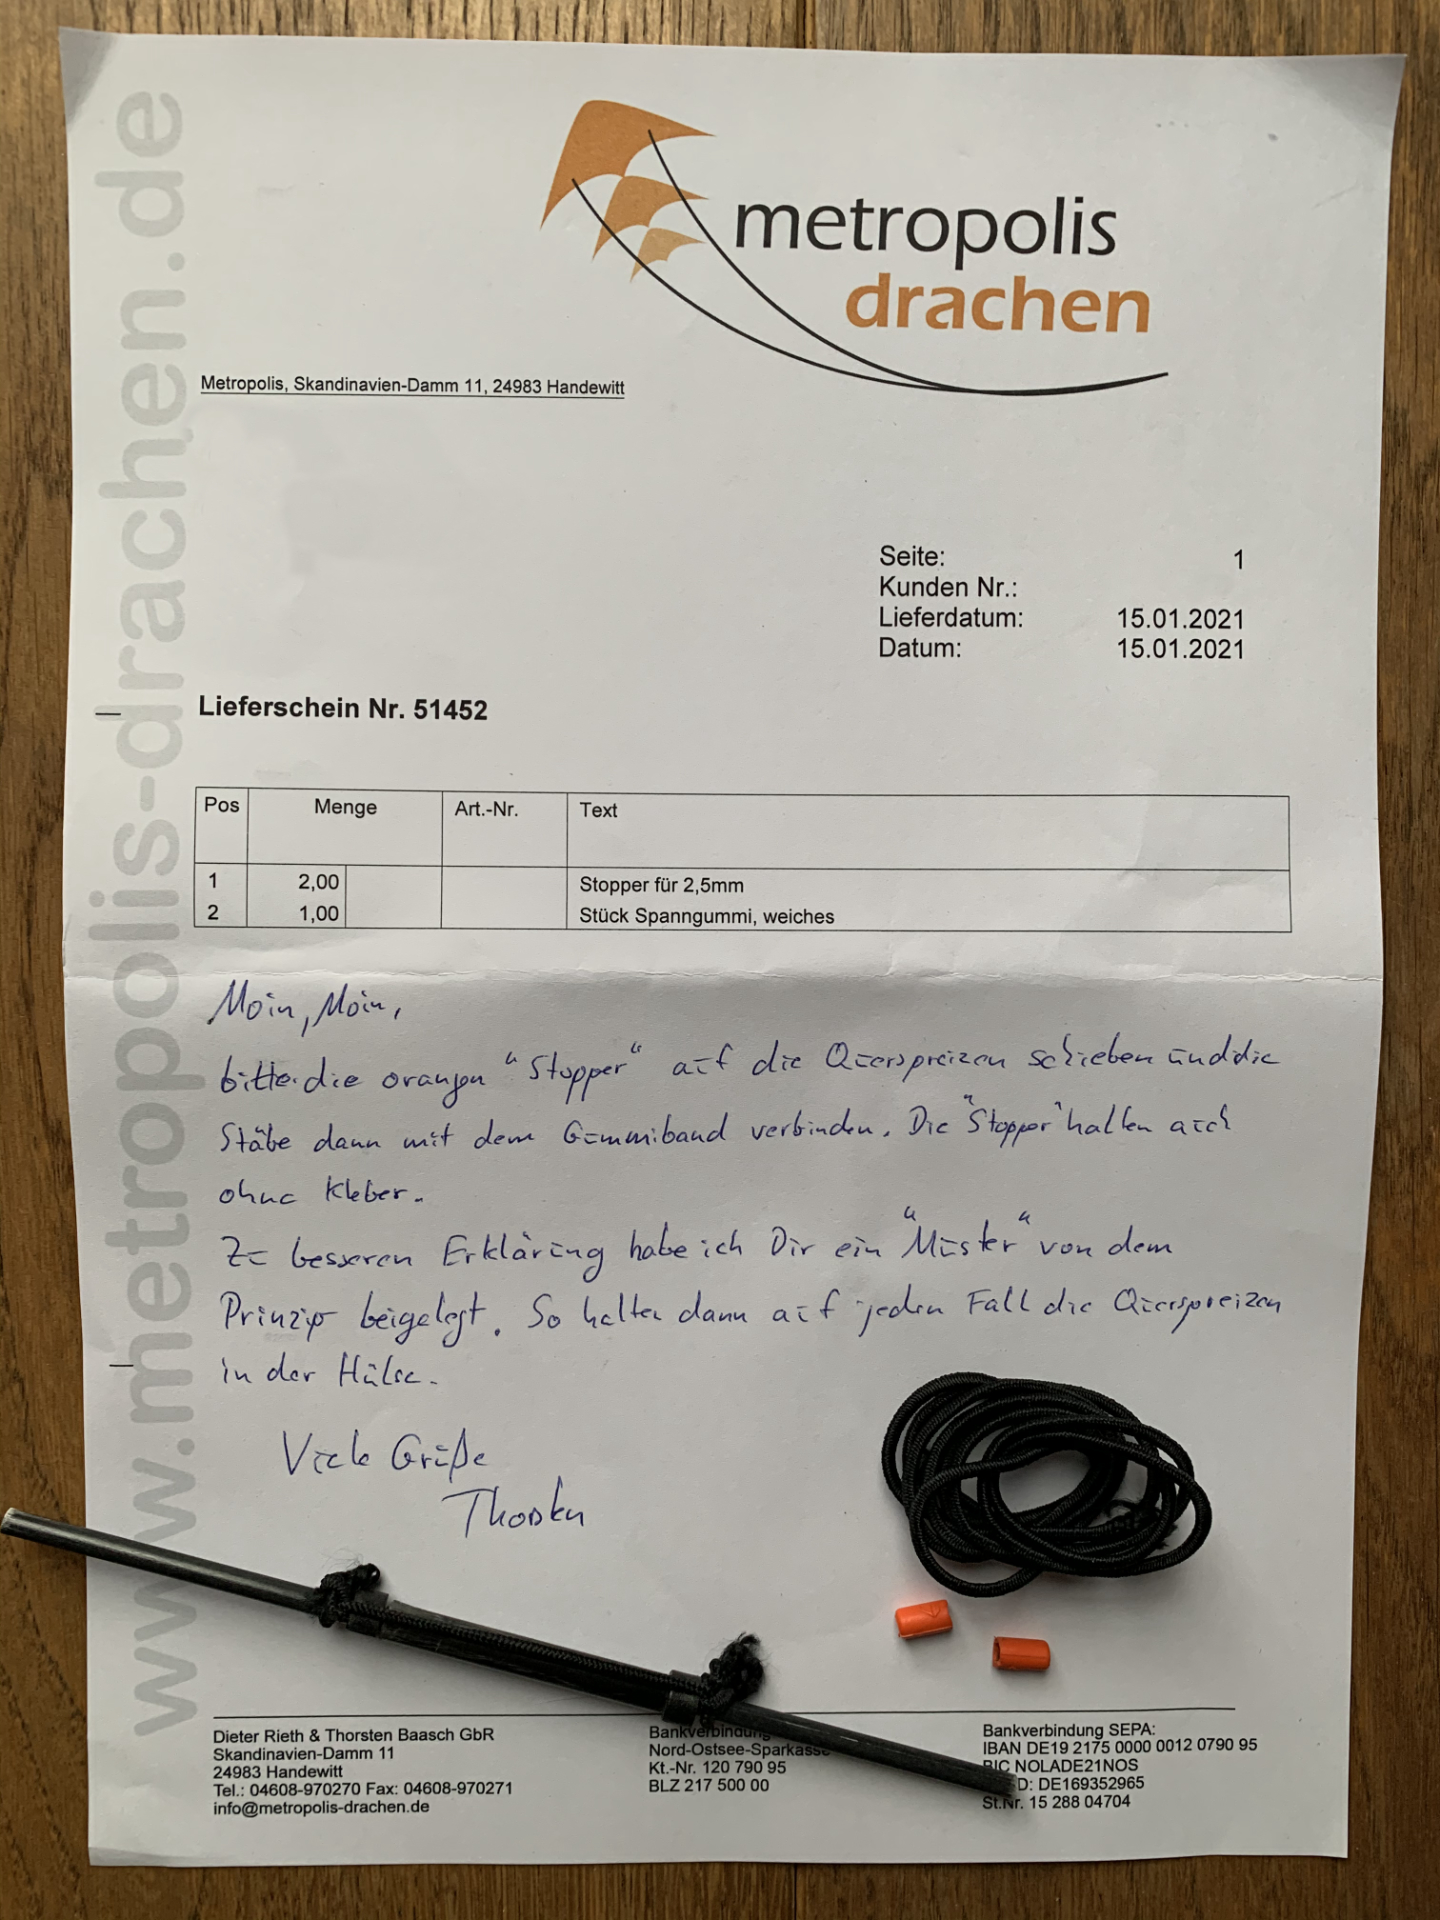 www.metropolis-drachen.de
metropolis
drachen
Metropolis, Skandinavien-Damm 11, 24983 Handewitt
Seite: 1
Kunden Nr.:
Lieferdatum: 15.01.2021
Datum: 15.01.2021
Lieferschein Nr. 51452
Pos Menge Art.-Nr. Text
1 2,00 Stopper für 2,5mm
2 1,00 Stück Spanngummi, weiches
Moin, Moin,
bitte die orangen "Stopper" auf die Querspreizen schieben und die
Stäbe dann mit dem Gummiband verbinden. Die "Stopper" halten auch
ohne Kleber.
Zu besseren Erklärung habe ich Dir ein "Muster" von dem
Prinzip beigelegt. So halten dann auf jeden Fall die Querspreizen
in der Hülse.
Viele Grüße
Thorsten
Dieter Rieth & Thorsten Baasch GbR
Skandinavien-Damm 11
24983 Handewitt
Tel.: 04608-970270 Fax: 04608-970271
info@metropolis-drachen.de
Bankverbindung
Nord-Ostsee-Sparkasse
Kt.-Nr. 120 790 95
BLZ 217 500 00
Bankverbindung SEPA:
IBAN DE19 2175 0000 0012 0790 95
BIC NOLADE21NOS
D: DE169352965
St.Nr. 15 288 04704